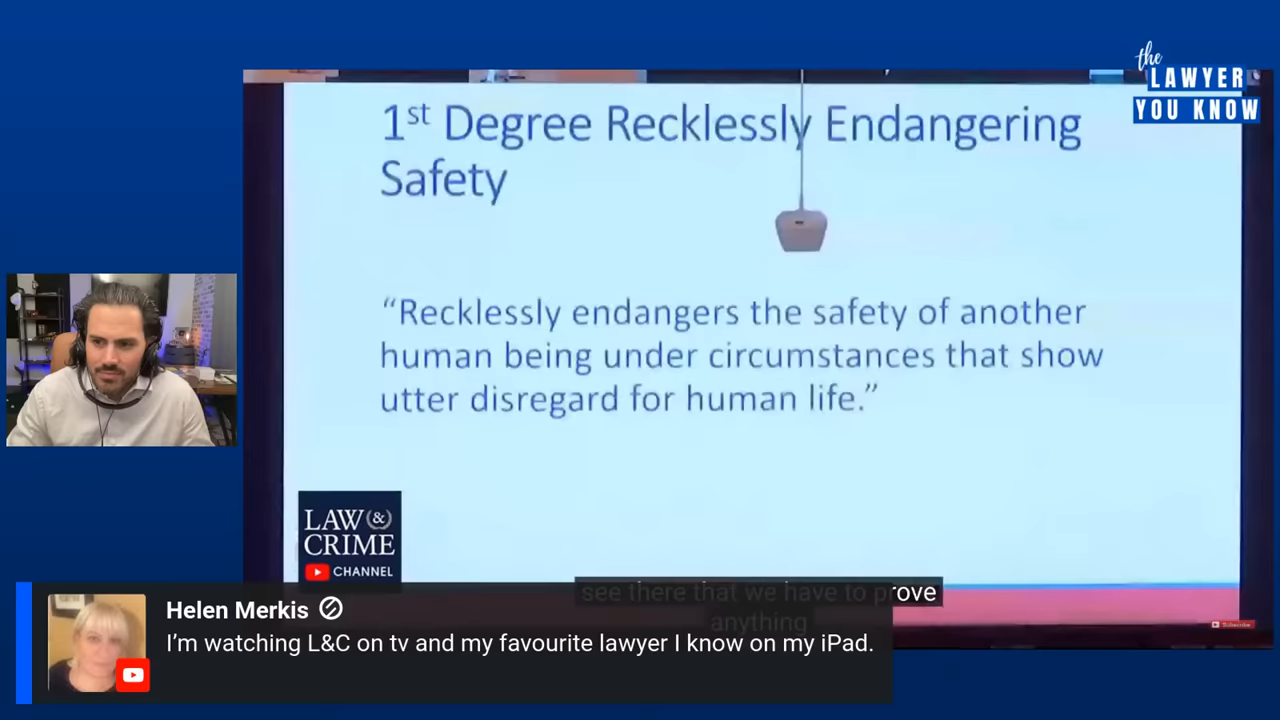 the
LAWYER
YOU KNOW
1st Degree Recklessly Endangering
Safety
“Recklessly endangers the safety of another
human being under circumstances that show
utter disregard for human life.”
LAW &
CRIME
CHANNEL
see there that we have to prove
anything
Subscribe
Helen Merkis
I’m watching L&C on tv and my favourite lawyer I know on my iPad.